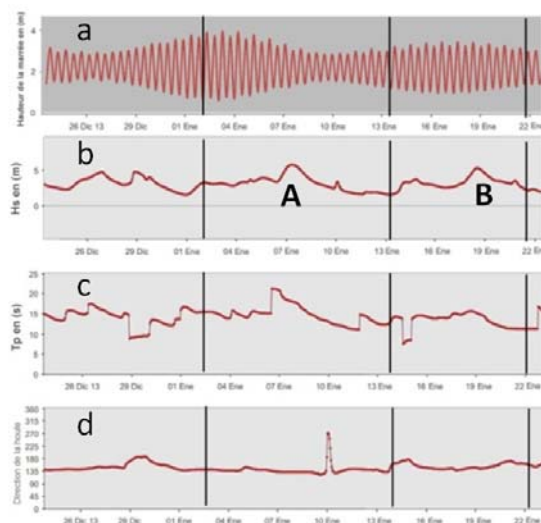 a
Hauteur de la marrée en (m)
4
2
0
26 Dic 13 29 Dic 01 Ene 04 Ene 07 Ene 10 Ene 13 Ene 16 Ene 19 Ene 22 Ene
b
Hs en (m)
5
0
A
B
26 Dic 29 Dic 01 Ene 04 Ene 07 Ene 10 Ene 13 Ene 16 Ene 19 Ene 22 Ene
c
Tp en (s)
25
20
15
10
5
0
26 Dic 13 29 Dic 01 Ene 04 Ene 07 Ene 10 Ene 13 Ene 16 Ene 19 Ene 22 Ene
d
Direction de la houle
360
315
270
225
180
135
90
45
0
26 Dic 13 29 Dic 01 Ene 04 Ene 07 Ene 10 Ene 13 Ene 16 Ene 19 Ene 22 Ene